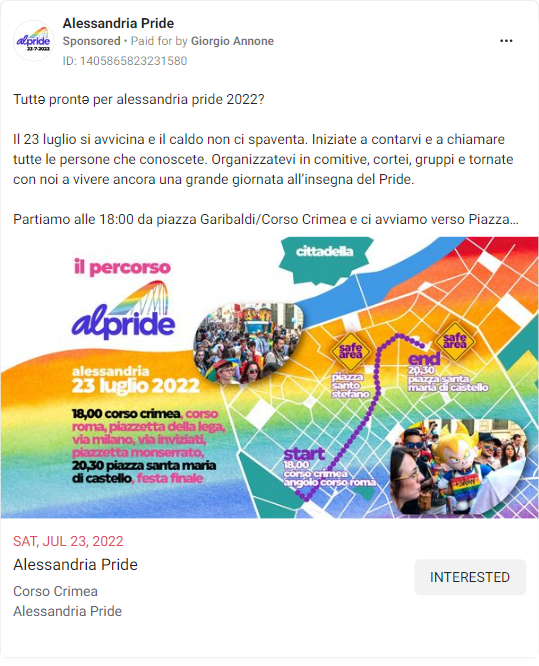 Alessandria Pride
Sponsored • Paid for by Giorgio Annone
ID: 1405865823231580
alpride
23·7·2022
Tuttə prontə per alessandria pride 2022?
Il 23 luglio si avvicina e il caldo non ci spaventa. Iniziate a contarvi e a chiamare
tutte le persone che conoscete. Organizzatevi in comitive, cortei, gruppi e tornate
con noi a vivere ancora una grande giornata all'insegna del Pride.
Partiamo alle 18:00 da piazza Garibaldi/Corso Crimea e ci avviamo verso Piazza...
il percorso
alpride
alessandria
23 luglio 2022
18,00 corso crimea, corso
roma, piazzetta della lega,
via milano, via inviziati,
piazzetta monserrato,
20,30 piazza santa maria
di castello, festa finale
cittadella
safe
area
piazza
santo
stefano
safe
area
end
20,30
piazza santa
maria di castello
start
18,00
corso crimea
angolo corso roma
SAT, JUL 23, 2022
Alessandria Pride
Corso Crimea
Alessandria Pride
INTERESTED